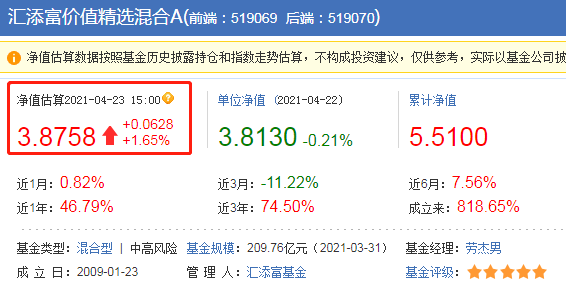 汇添富价值精选混合A(前端：519069 后端：519070)
净值估算数据按照基金历史披露持仓和指数走势估算，不构成投资建议，仅供参考，实际以基金公司披
净值估算2021-04-23 15:00 单位净值 (2021-04-22) 累计净值
3.8758 +0.0628 +1.65% 3.8130 -0.21% 5.5100
近1月：0.82% 近3月：-11.22% 近6月：7.56%
近1年：46.79% 近3年：74.50% 成立来：818.65%
基金类型：混合型 | 中高风险 基金规模：209.76亿元（2021-03-31） 基金经理：劳杰男
成 立 日：2009-01-23 管 理 人：汇添富基金 基金评级：